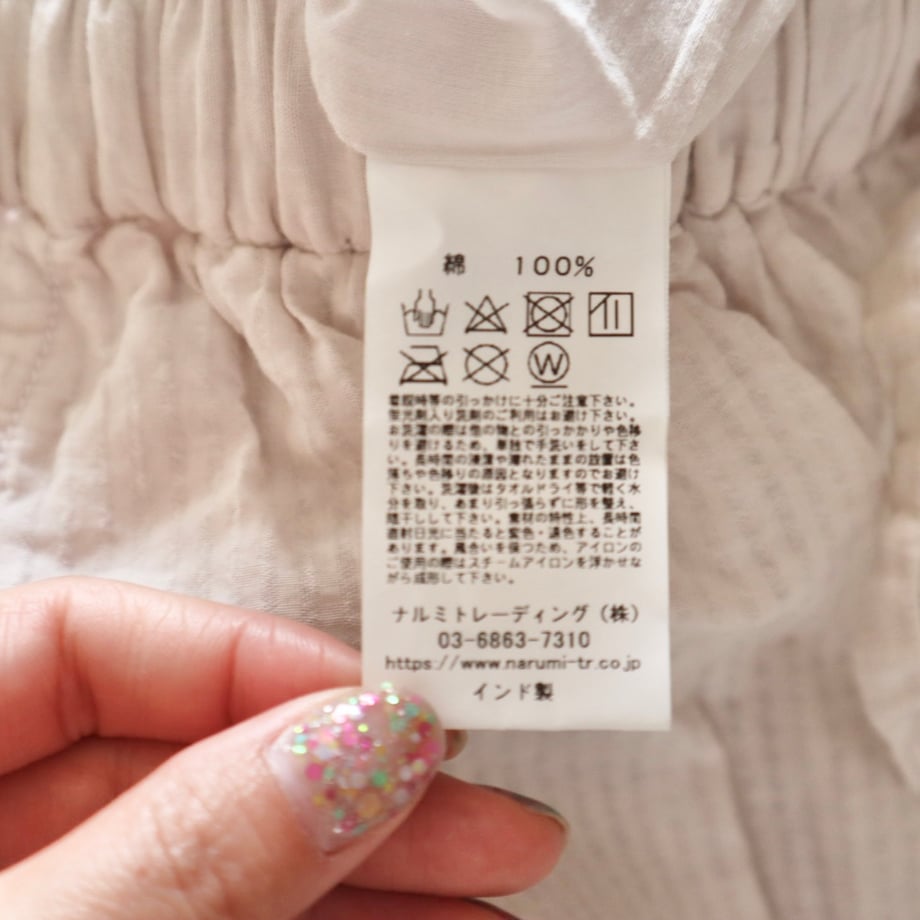 綿 100%
W
着脱時等の引っかけに十分ご注意下さい。
蛍光剤入り洗剤のご利用はお避け下さい。
お洗濯の際は他の物との引っかかりや色移
りを避けるため、単独で手洗いをして下さ
い。長時間の浸漬や濡れたままの放置は色
落ちや色移りの原因となりますのでお避け
下さい。洗濯後はタオルドライ等で軽く水
分を取り、あまり引っ張らずに形を整え、
陰干しして下さい。素材の特性上、長時間
直射日光に当たると変色・退色することが
あります。風合いを保つため、アイロンの
ご使用の際はスチームアイロンを浮かせな
がら成形して下さい。
ナルミトレーディング(株)
03-6863-7310
https://www.narumi-tr.co.jp
インド製